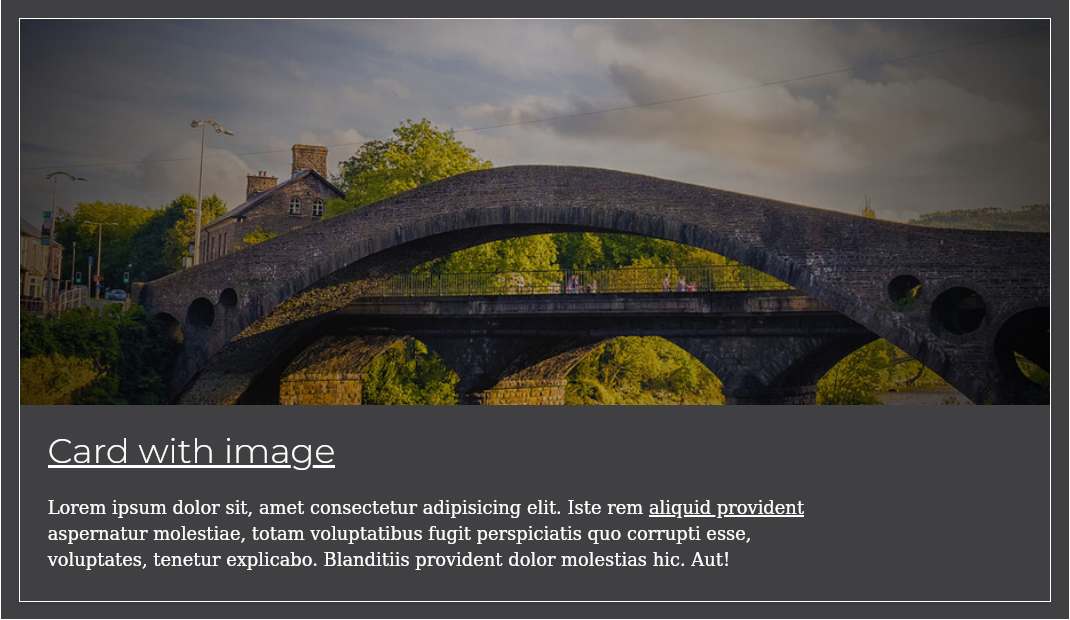 Card with image
Lorem ipsum dolor sit, amet consectetur adipisicing elit. Iste rem aliquid provident
aspernatur molestiae, totam voluptatibus fugit perspiciatis quo corrupti esse,
voluptates, tenetur explicabo. Blanditiis provident dolor molestias hic. Aut!